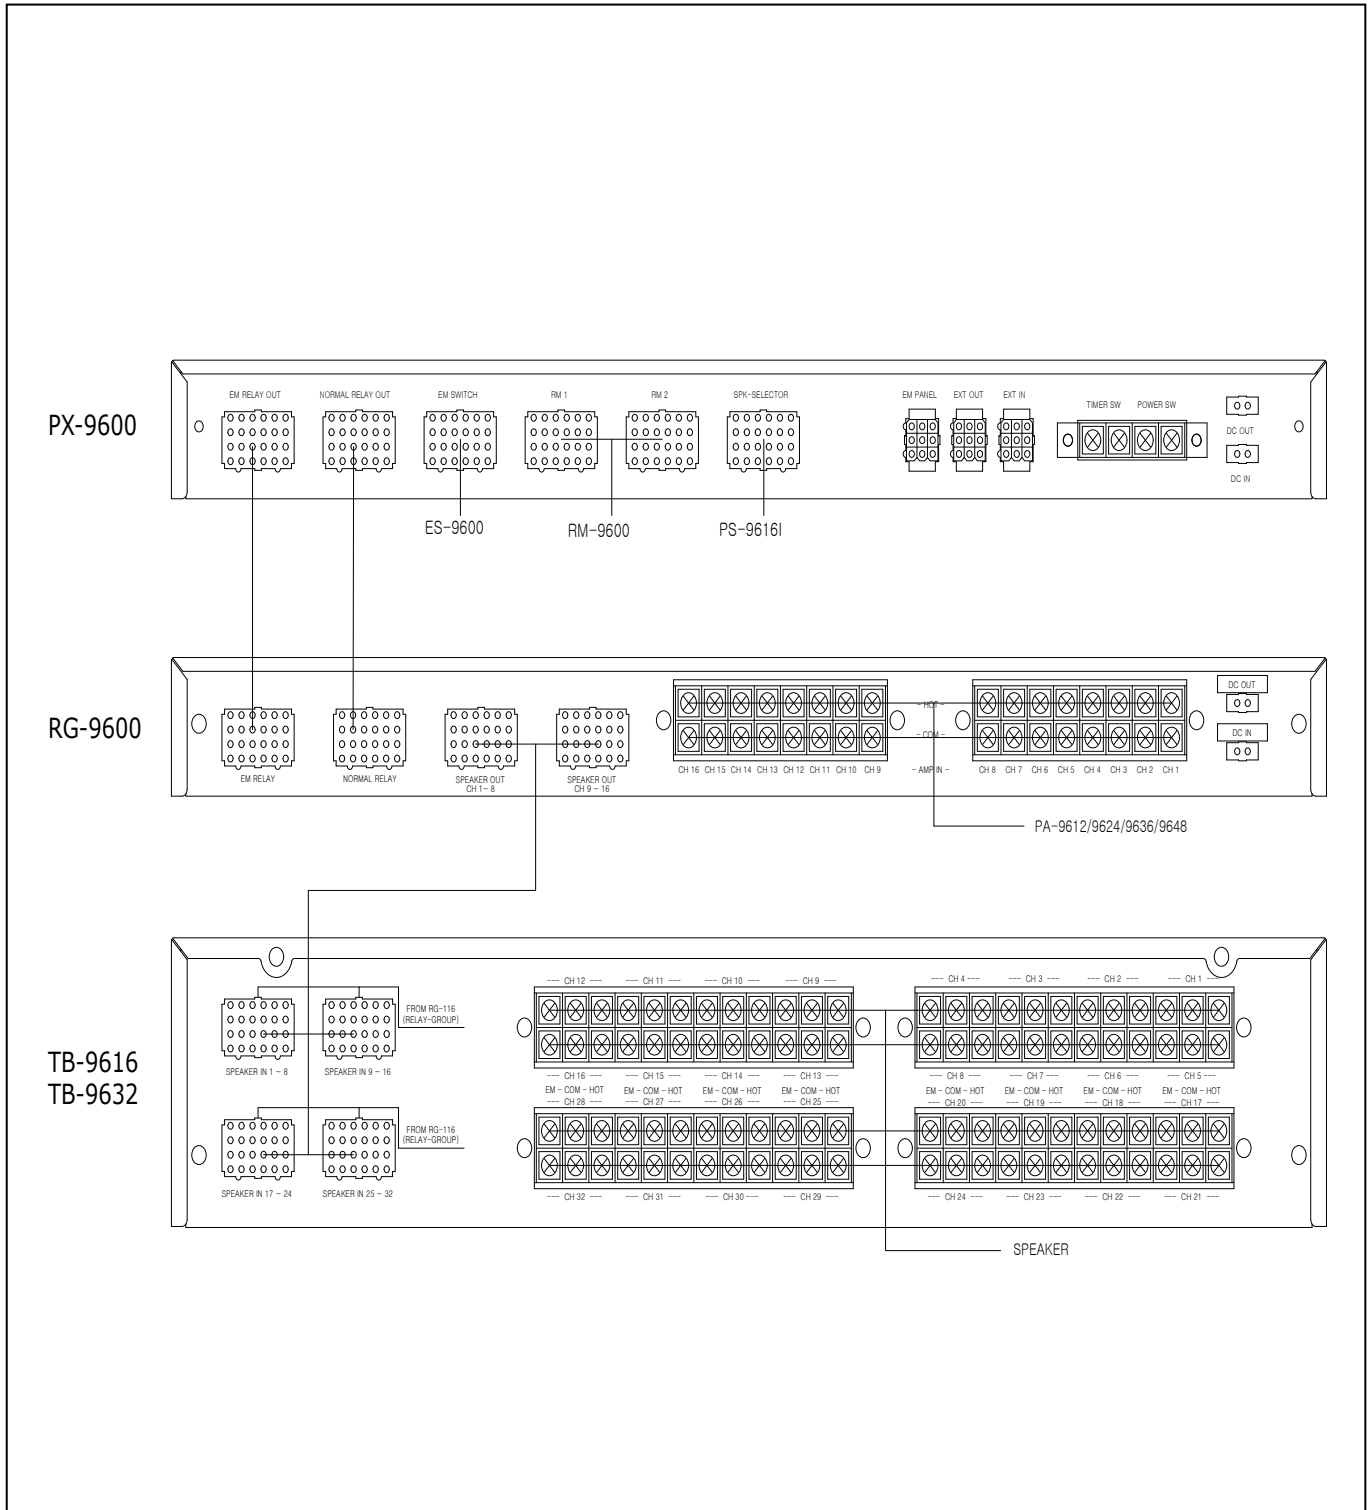 EM RELAY OUT NORMAL RELAY OUT EM SWITCH RM 1 RM 2 SPK-SELECTOR EM PANEL EXT OUT EXT IN
TIMER SW POWER SW
PX-9600
DC OUT
DC IN
ES-9600 RM-9600 PS-9616I
DC OUT
- HOT -
RG-9600
DC IN
- COM -
CH 16 CH 15 CH 14 CH 13 CH 12 CH 11 CH 10 CH 9 - AMP IN - CH 8 CH 7 CH 6 CH 5 CH 4 CH 3 CH 2 CH 1
EM RELAY NORMAL RELAY SPEAKER OUT SPEAKER OUT
CH 1 - 8 CH 9 - 16
PA-9612/9624/9636/9648
--- CH 12 --- --- CH 11 --- --- CH 10 --- --- CH 9 --- --- CH 4 --- --- CH 3 --- --- CH 2 --- --- CH 1 ---
FROM RG-116
(RELAY-GROUP)
TB-9616
SPEAKER IN 1 ~ 8 SPEAKER IN 9 ~ 16
--- CH 16 --- --- CH 15 --- --- CH 14 --- --- CH 13 --- --- CH 8 --- --- CH 7 --- --- CH 6 --- --- CH 5 ---
TB-9632
EM - COM - HOT EM - COM - HOT EM - COM - HOT EM - COM - HOT EM - COM - HOT EM - COM - HOT EM - COM - HOT EM - COM - HOT
--- CH 28 --- --- CH 27 --- --- CH 26 --- --- CH 25 --- --- CH 20 --- --- CH 19 --- --- CH 18 --- --- CH 17 ---
FROM RG-116
(RELAY-GROUP)
SPEAKER IN 17 ~ 24 SPEAKER IN 25 ~ 32
--- CH 32 --- --- CH 31 --- --- CH 30 --- --- CH 29 --- --- CH 24 --- --- CH 23 --- --- CH 22 --- --- CH 21 ---
SPEAKER